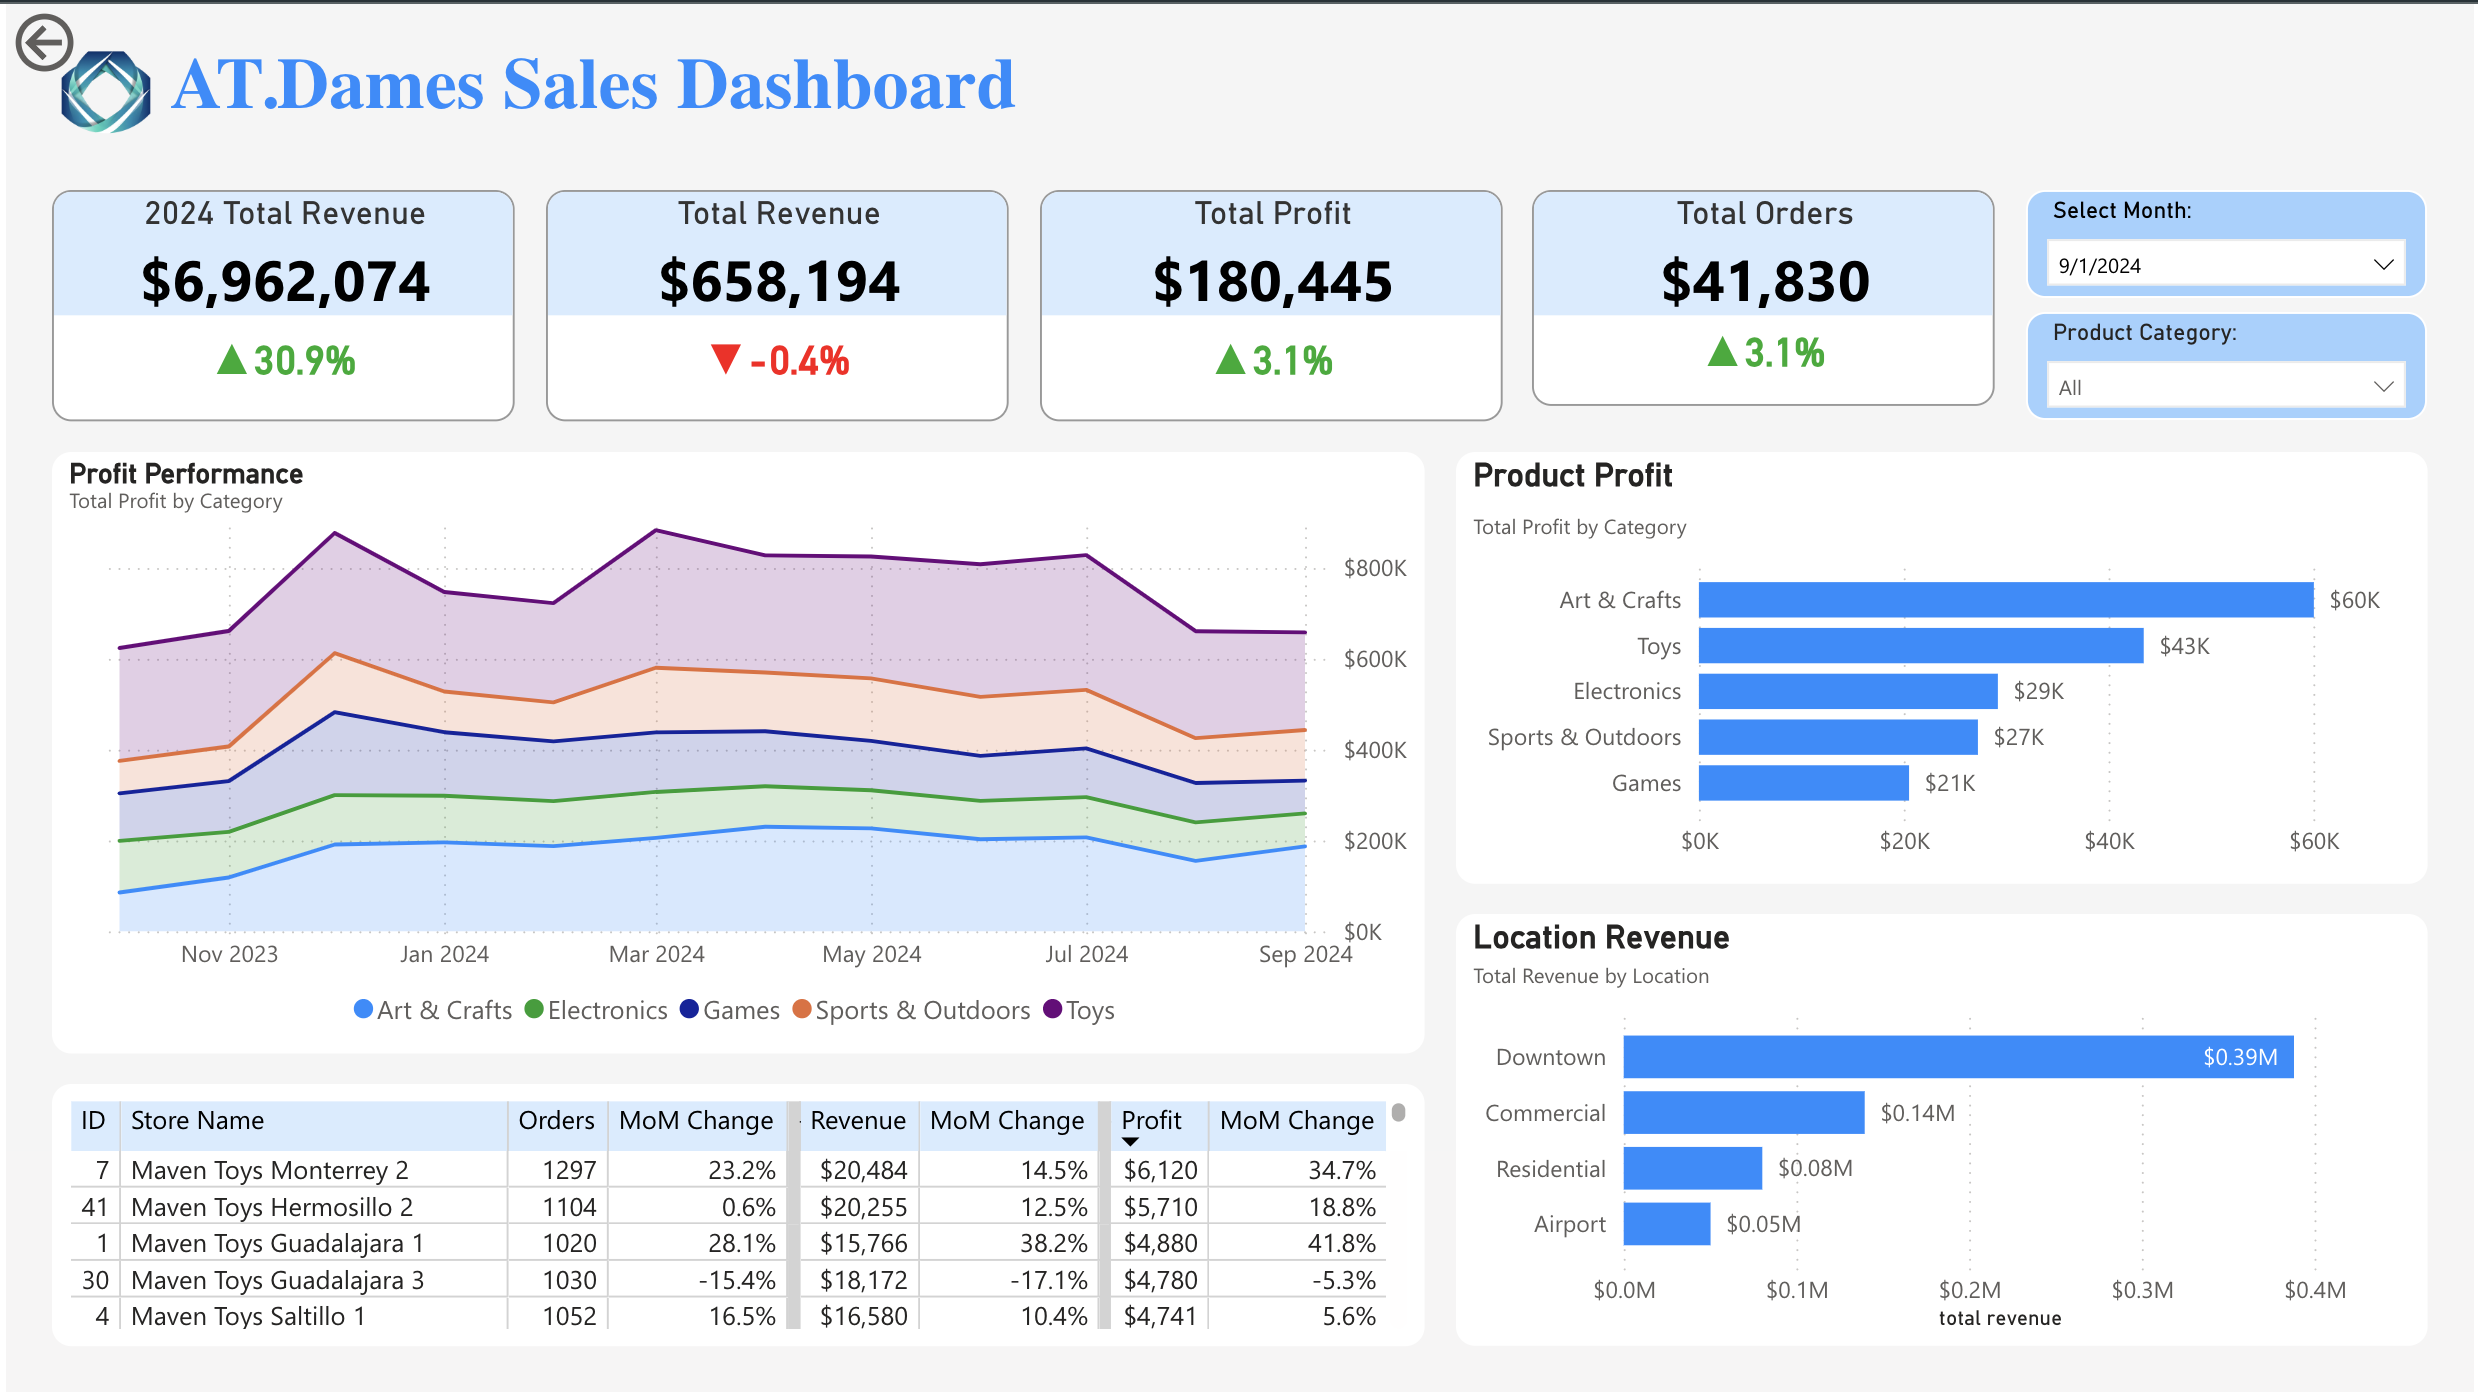 AT.Dames Sales Dashboard
2024 Total Revenue
$6,962,074
▲30.9%
Total Revenue
$658,194
▼ -0.4%
Total Profit
$180,445
▲3.1%
Total Orders
$41,830
▲3.1%
Select Month:
9/1/2024
Product Category:
All
Profit Performance
Total Profit by Category
$800K
$600K
$400K
$200K
$0K
Nov 2023 Jan 2024 Mar 2024 May 2024 Jul 2024 Sep 2024
Art & Crafts Electronics Games Sports & Outdoors Toys
Product Profit
Total Profit by Category
Art & Crafts $60K
Toys $43K
Electronics $29K
Sports & Outdoors $27K
Games $21K
$0K $20K $40K $60K
Location Revenue
Total Revenue by Location
Downtown $0.39M
Commercial $0.14M
Residential $0.08M
Airport $0.05M
$0.0M $0.1M $0.2M $0.3M $0.4M
total revenue
ID Store Name Orders MoM Change Revenue MoM Change Profit MoM Change
7 Maven Toys Monterrey 2 1297 23.2% $20,484 14.5% $6,120 34.7%
41 Maven Toys Hermosillo 2 1104 0.6% $20,255 12.5% $5,710 18.8%
1 Maven Toys Guadalajara 1 1020 28.1% $15,766 38.2% $4,880 41.8%
30 Maven Toys Guadalajara 3 1030 -15.4% $18,172 -17.1% $4,780 -5.3%
4 Maven Toys Saltillo 1 1052 16.5% $16,580 10.4% $4,741 5.6%